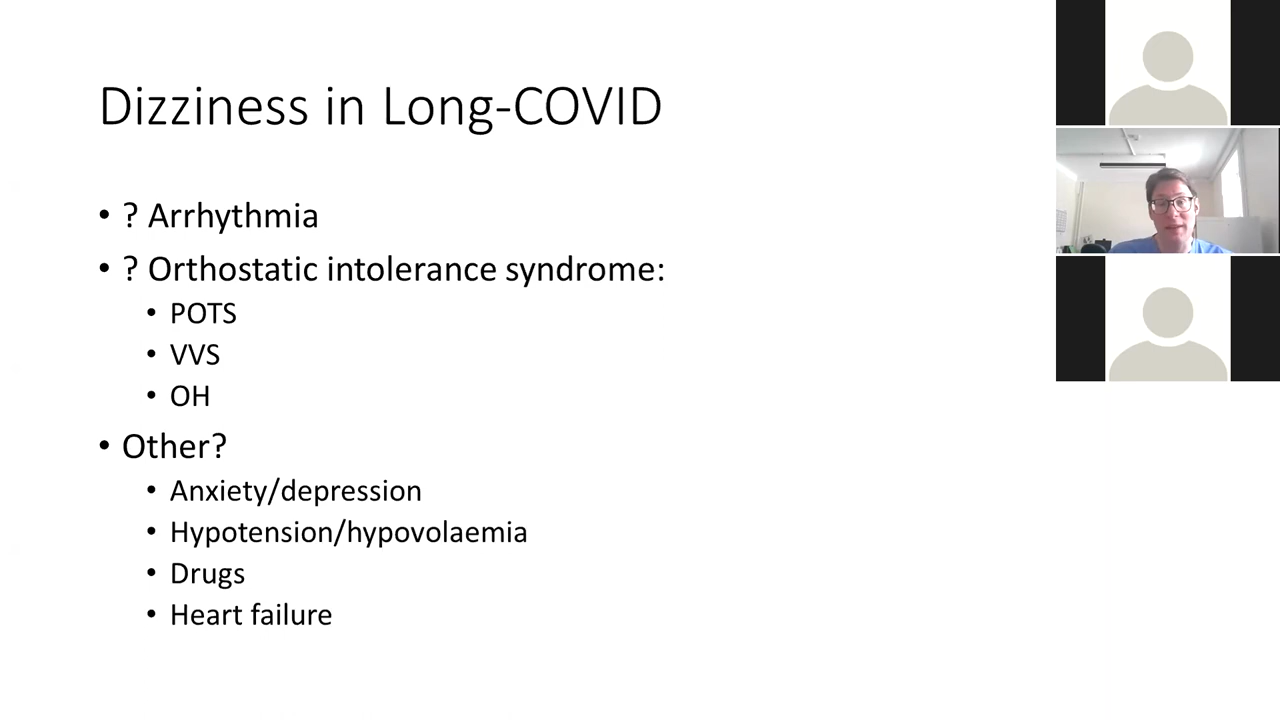 Dizziness in Long-COVID
• ? Arrhythmia
• ? Orthostatic intolerance syndrome:
• POTS
• VVS
• OH
• Other?
• Anxiety/depression
• Hypotension/hypovolaemia
• Drugs
• Heart failure